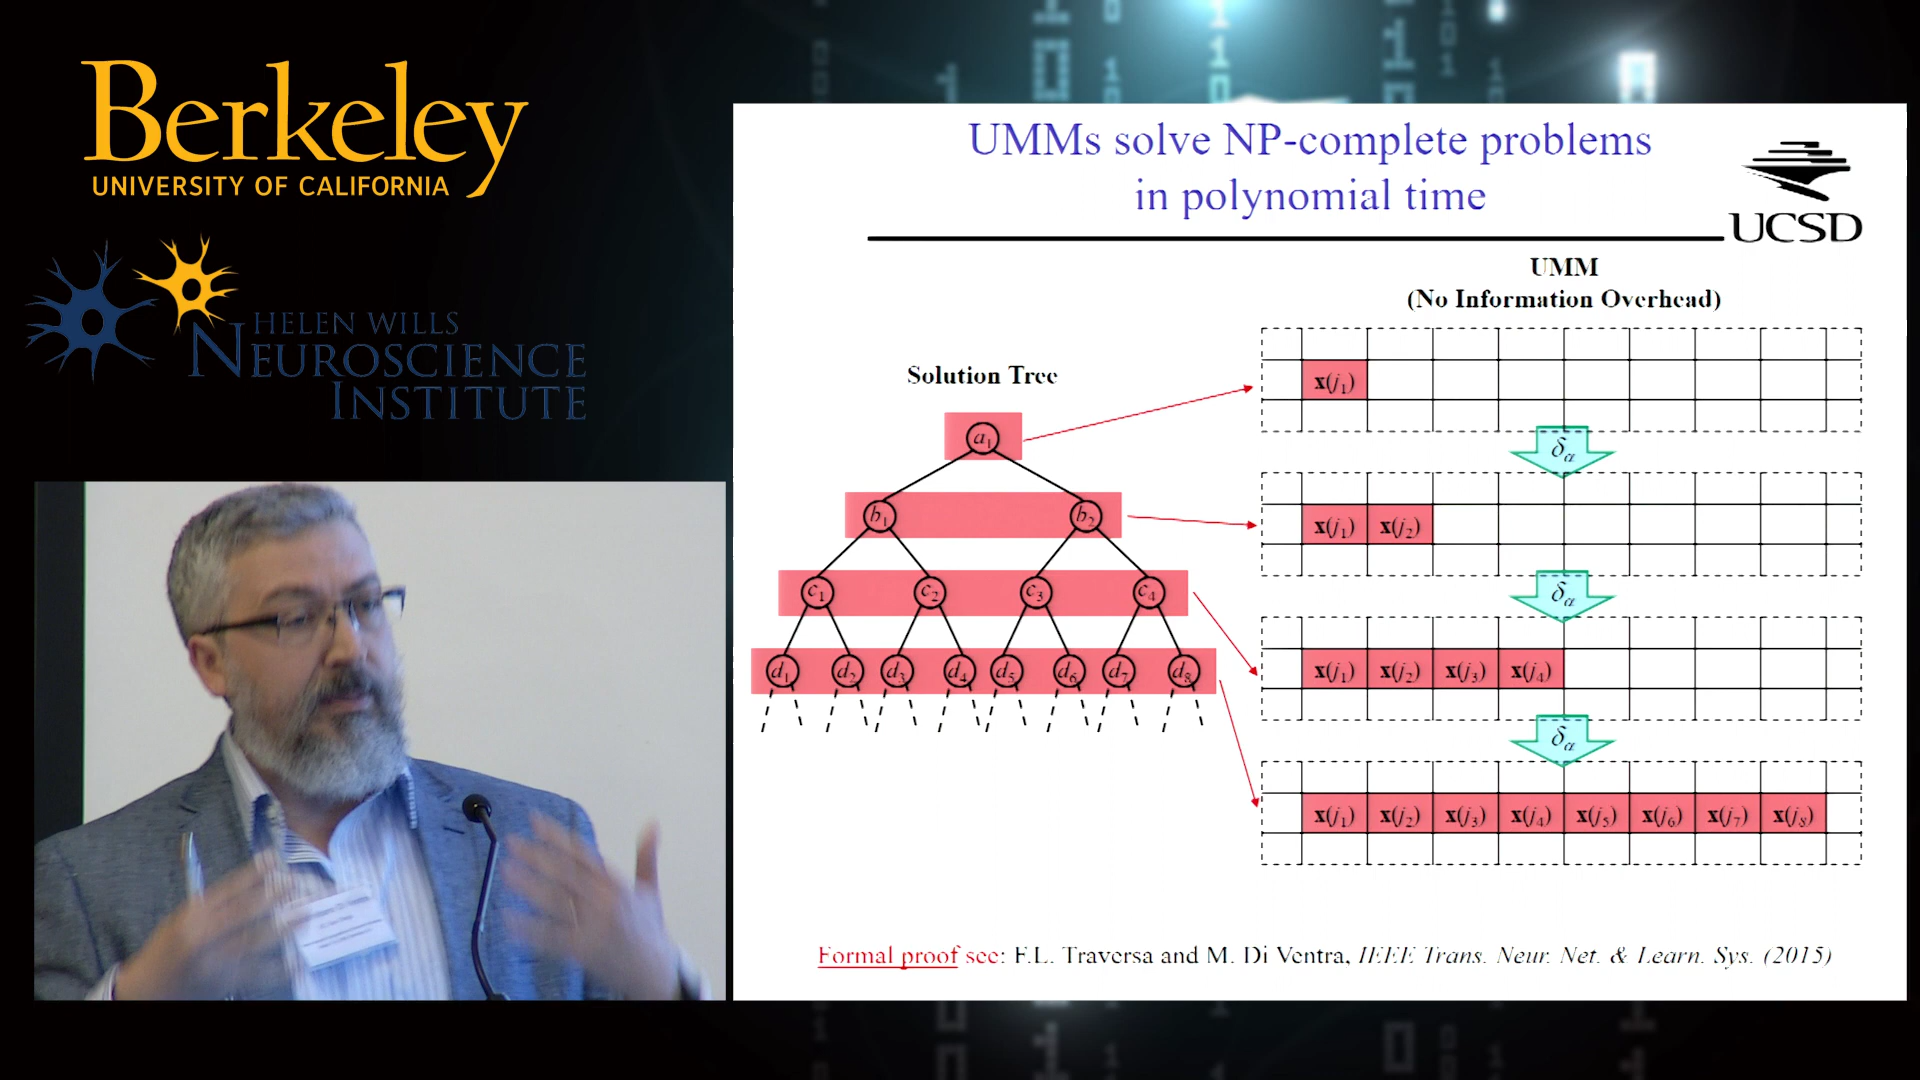 Berkeley
UNIVERSITY OF CALIFORNIA
HELEN WILLS
NEUROSCIENCE
INSTITUTE
UMMs solve NP-complete problems
in polynomial time
UCSD
UMM
(No Information Overhead)
Solution Tree
a₁
b₁ b₂
c₁ c₂ c₃ c₄
d₁ d₂ d₃ d₄ d₅ d₆ d₇ d₈
x(j₁)
δα
x(j₁) x(j₂)
δα
x(j₁) x(j₂) x(j₃) x(j₄)
δα
x(j₁) x(j₂) x(j₃) x(j₄) x(j₅) x(j₆) x(j₇) x(j₈)
Formal proof see: F.L. Traversa and M. Di Ventra, IEEE Trans. Neur. Net. & Learn. Sys. (2015)